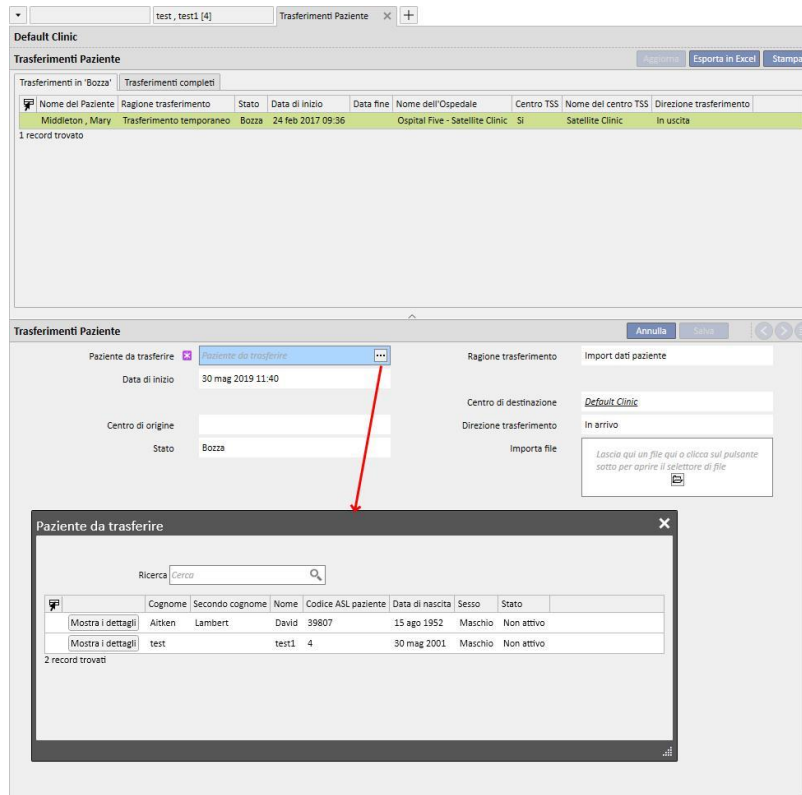 test , test1 [4] Trasferimenti Paziente
Default Clinic
Trasferimenti Paziente Aggiorna Esporta in Excel Stampa
Trasferimenti in 'Bozza' Trasferimenti completi
Nome del Paziente Ragione trasferimento Stato Data di inizio Data fine Nome dell'Ospedale Centro TSS Nome del centro TSS Direzione trasferimento
Middleton , Mary Trasferimento temporaneo Bozza 24 feb 2017 09:36 Ospital Five - Satellite Clinic Si Satellite Clinic In uscita
1 record trovato
Trasferimenti Paziente Annulla Salva
Paziente da trasferire Paziente da trasferire ... Ragione trasferimento Import dati paziente
Data di inizio 30 mag 2019 11:40
Centro di destinazione Default Clinic
Centro di origine Direzione trasferimento In arrivo
Stato Bozza Importa file Lascia qui un file qui o clicca sul pulsante
sotto per aprire il selettore di file
Paziente da trasferire
Ricerca Cerca
Cognome Secondo cognome Nome Codice ASL paziente Data di nascita Sesso Stato
Mostra i dettagli Aitken Lambert David 39807 15 ago 1952 Maschio Non attivo
Mostra i dettagli test test1 4 30 mag 2001 Maschio Non attivo
2 record trovati